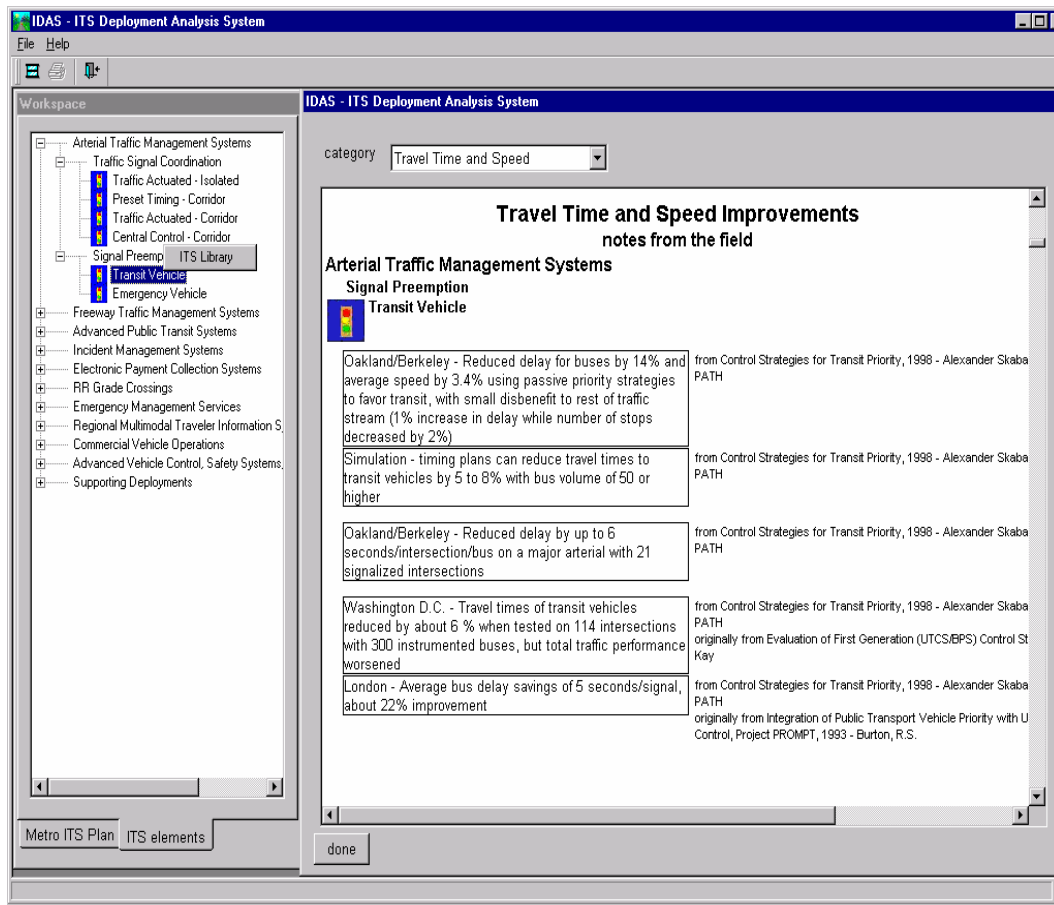 IDAS - ITS Deployment Analysis System
File Help
Workspace
Arterial Traffic Management Systems
Traffic Signal Coordination
Traffic Actuated - Isolated
Preset Timing - Corridor
Traffic Actuated - Corridor
Central Control - Corridor
Signal Preemp
ITS Library
Transit Vehicle
Emergency Vehicle
Freeway Traffic Management Systems
Advanced Public Transit Systems
Incident Management Systems
Electronic Payment Collection Systems
RR Grade Crossings
Emergency Management Services
Regional Multimodal Traveler Information S
Commercial Vehicle Operations
Advanced Vehicle Control, Safety Systems,
Supporting Deployments
Metro ITS Plan
ITS elements
IDAS - ITS Deployment Analysis System
category
Travel Time and Speed
Travel Time and Speed Improvements
notes from the field
Arterial Traffic Management Systems
Signal Preemption
Transit Vehicle
Oakland/Berkeley - Reduced delay for buses by 14% and
average speed by 3.4% using passive priority strategies
to favor transit, with small disbenefit to rest of traffic
stream (1% increase in delay while number of stops
decreased by 2%)
from Control Strategies for Transit Priority, 1998 - Alexander Skaba
PATH
Simulation - timing plans can reduce travel times to
transit vehicles by 5 to 8% with bus volume of 50 or
higher
from Control Strategies for Transit Priority, 1998 - Alexander Skaba
PATH
Oakland/Berkeley - Reduced delay by up to 6
seconds/intersection/bus on a major arterial with 21
signalized intersections
from Control Strategies for Transit Priority, 1998 - Alexander Skaba
PATH
Washington D.C. - Travel times of transit vehicles
reduced by about 6 % when tested on 114 intersections
with 300 instrumented buses, but total traffic performance
worsened
from Control Strategies for Transit Priority, 1998 - Alexander Skaba
PATH
originally from Evaluation of First Generation (UTCS/BPS) Control St
Kay
London - Average bus delay savings of 5 seconds/signal,
about 22% improvement
from Control Strategies for Transit Priority, 1998 - Alexander Skaba
PATH
originally from Integration of Public Transport Vehicle Priority with U
Control, Project PROMPT, 1993 - Burton, R.S.
done